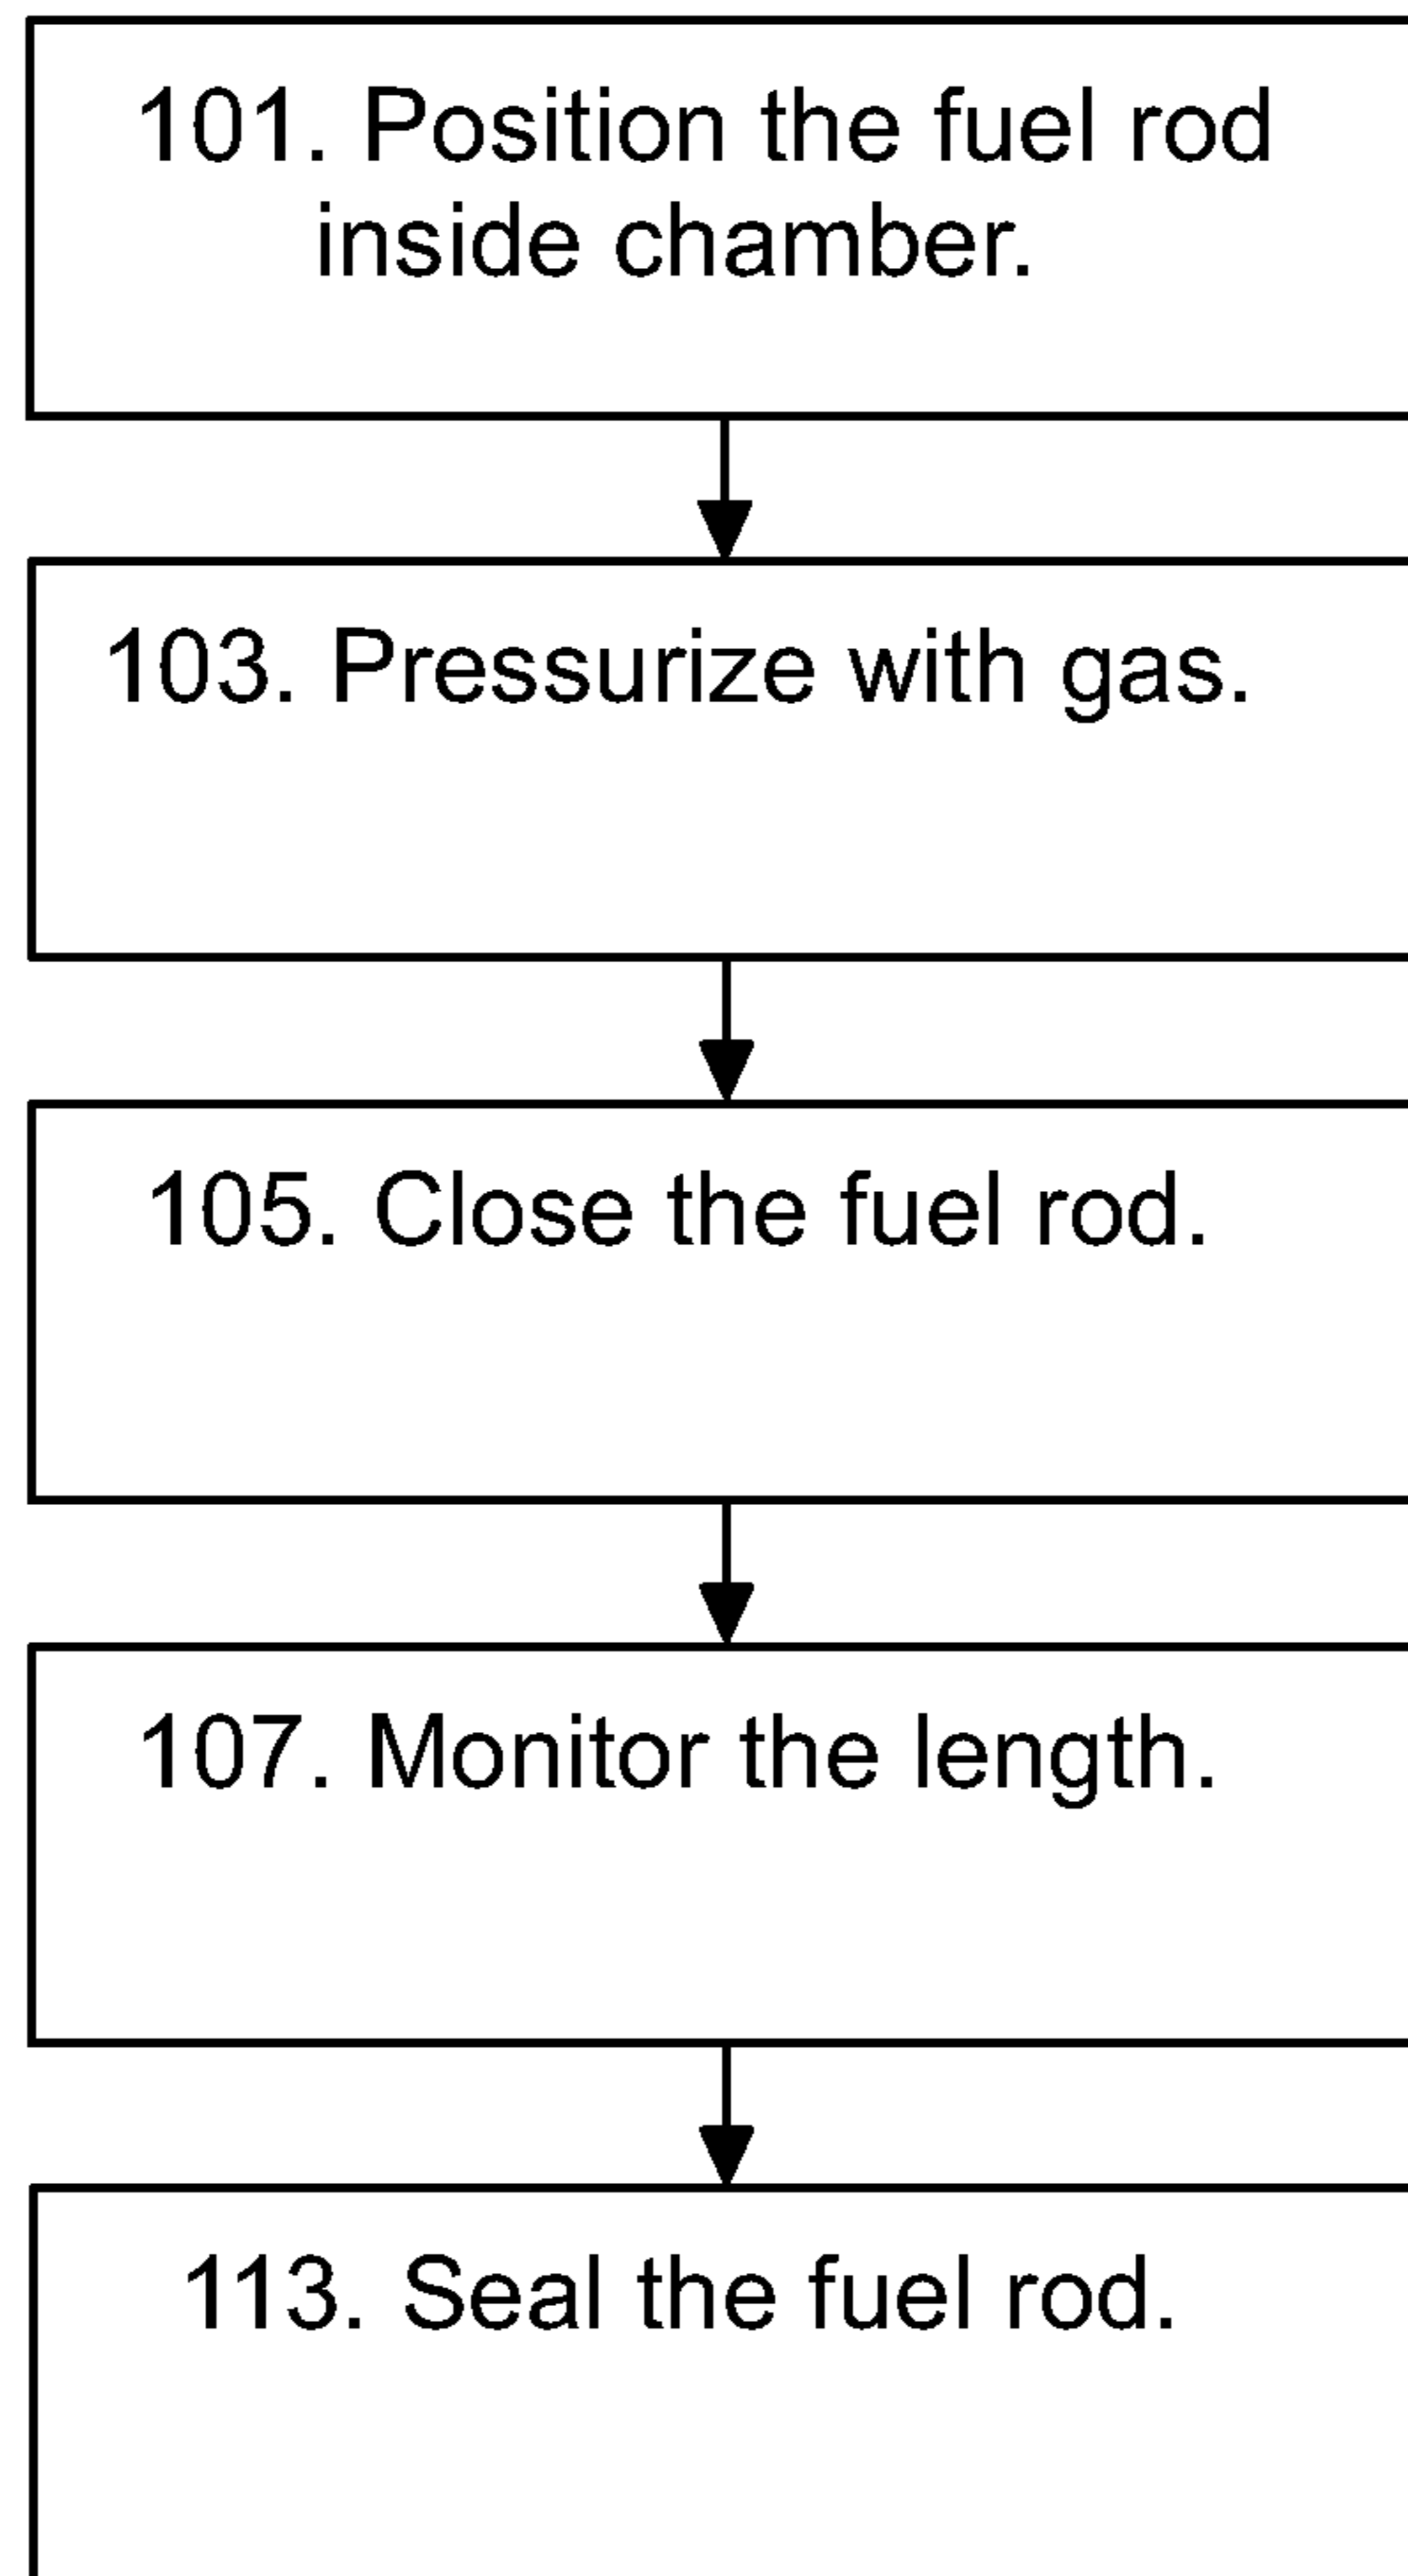 101. Position the fuel rod
inside chamber.
103. Pressurize with gas.
105. Close the fuel rod.
107. Monitor the length.
113. Seal the fuel rod.